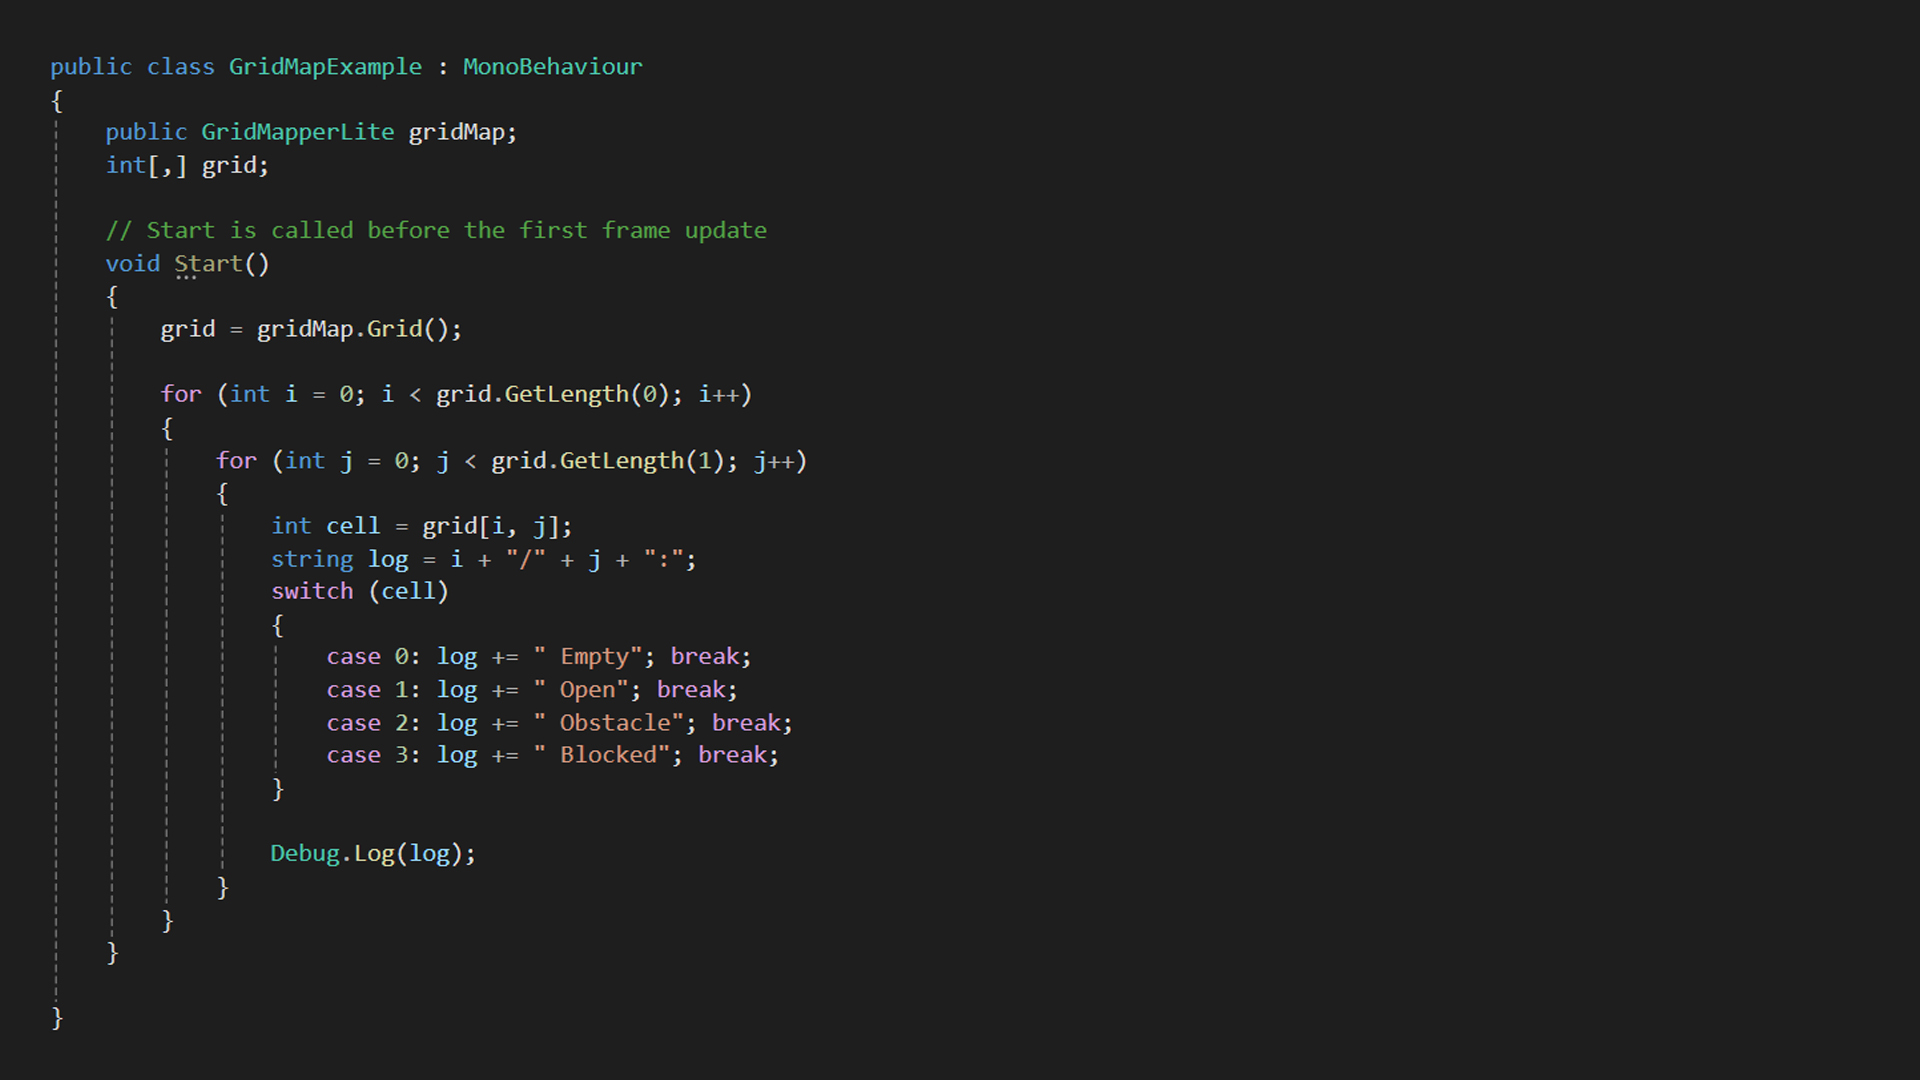 public class GridMapExample : MonoBehaviour
{
    public GridMapperLite gridMap;
    int[,] grid;

    // Start is called before the first frame update
    void Start()
    {
        grid = gridMap.Grid();

        for (int i = 0; i < grid.GetLength(0); i++)
        {
            for (int j = 0; j < grid.GetLength(1); j++)
            {
                int cell = grid[i, j];
                string log = i + "/" + j + ":";
                switch (cell)
                {
                    case 0: log += " Empty"; break;
                    case 1: log += " Open"; break;
                    case 2: log += " Obstacle"; break;
                    case 3: log += " Blocked"; break;
                }

                Debug.Log(log);
            }
        }
    }

}